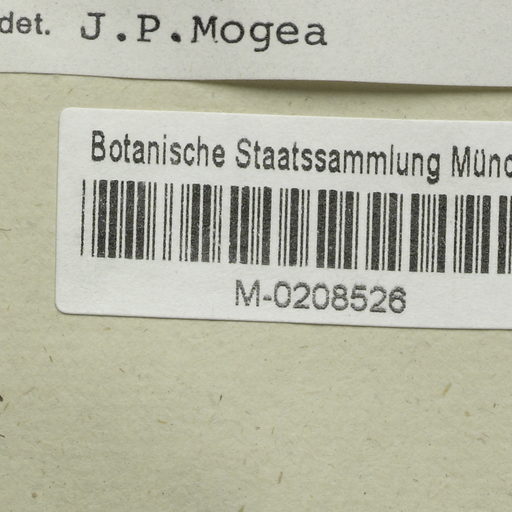 det. J.P.Mogea
Botanische Staatssammlung Münc
M-0208526